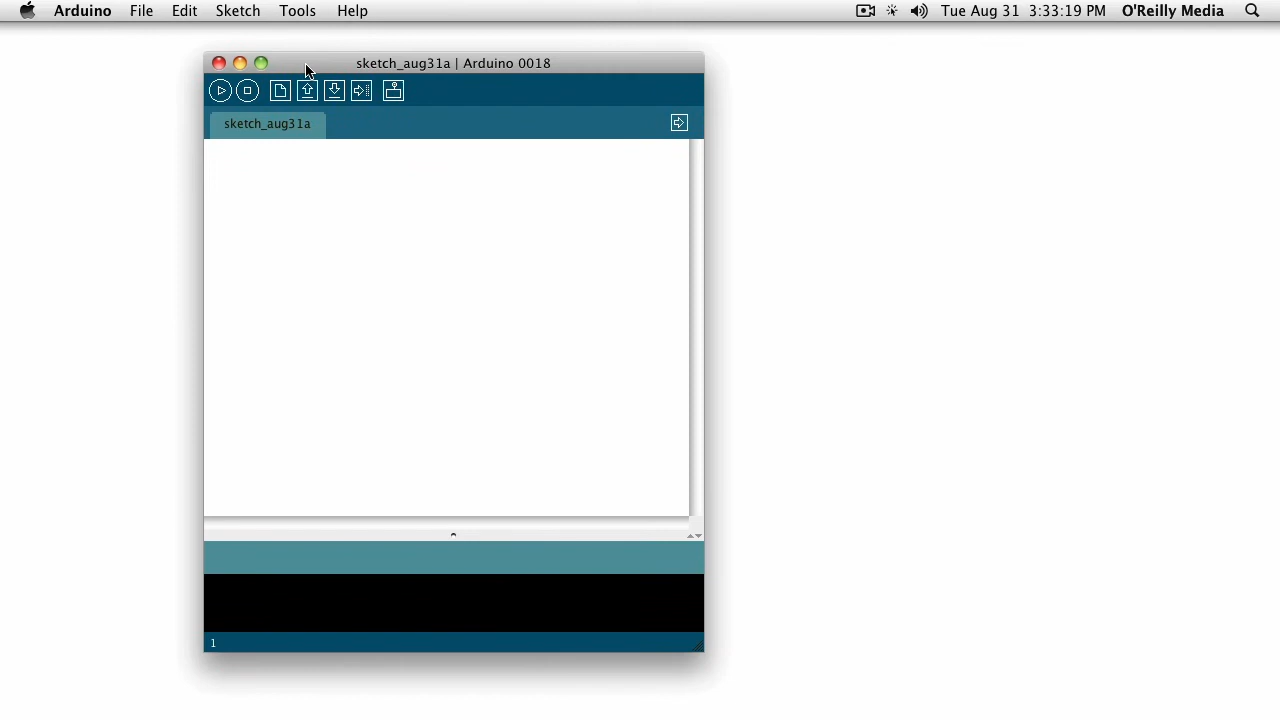 Arduino File Edit Sketch Tools Help Tue Aug 31 3:33:19 PM O'Reilly Media
sketch_aug31a | Arduino 0018
sketch_aug31a
1